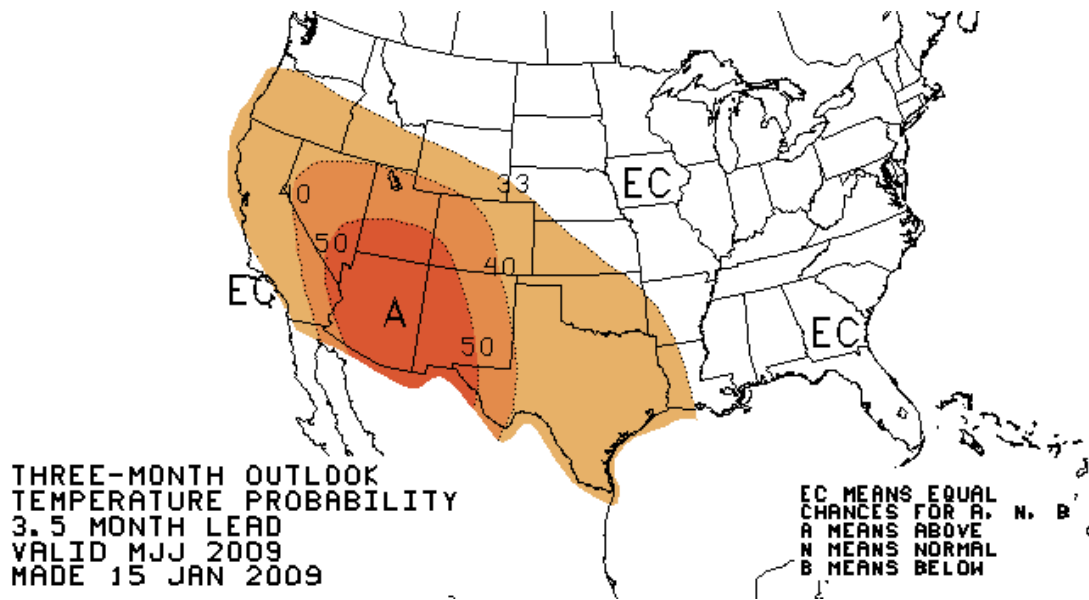 33
EC
40
50
40
EC
A
EC
50
THREE-MONTH OUTLOOK
TEMPERATURE PROBABILITY
3.5 MONTH LEAD
VALID MJJ 2009
MADE 15 JAN 2009
EC MEANS EQUAL
CHANCES FOR A, N, B
A MEANS ABOVE
N MEANS NORMAL
B MEANS BELOW